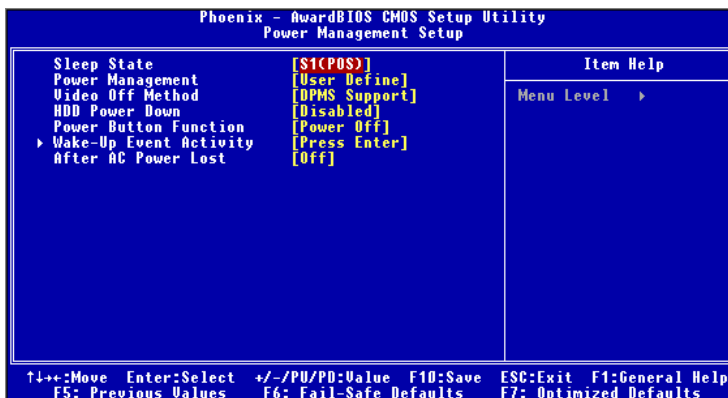 Phoenix - AwardBIOS CMOS Setup Utility
Power Management Setup
Sleep State [S1(POS)]
Power Management [User Define]
Video Off Method [DPMS Support]
HDD Power Down [Disabled]
Power Button Function [Power Off]
▸ Wake-Up Event Activity [Press Enter]
After AC Power Lost [Off]
Item Help
Menu Level ▸
↑↓→←:Move Enter:Select +/-/PU/PD:Value F10:Save ESC:Exit F1:General Help
F5: Previous Values F6: Fail-Safe Defaults F7: Optimized Defaults